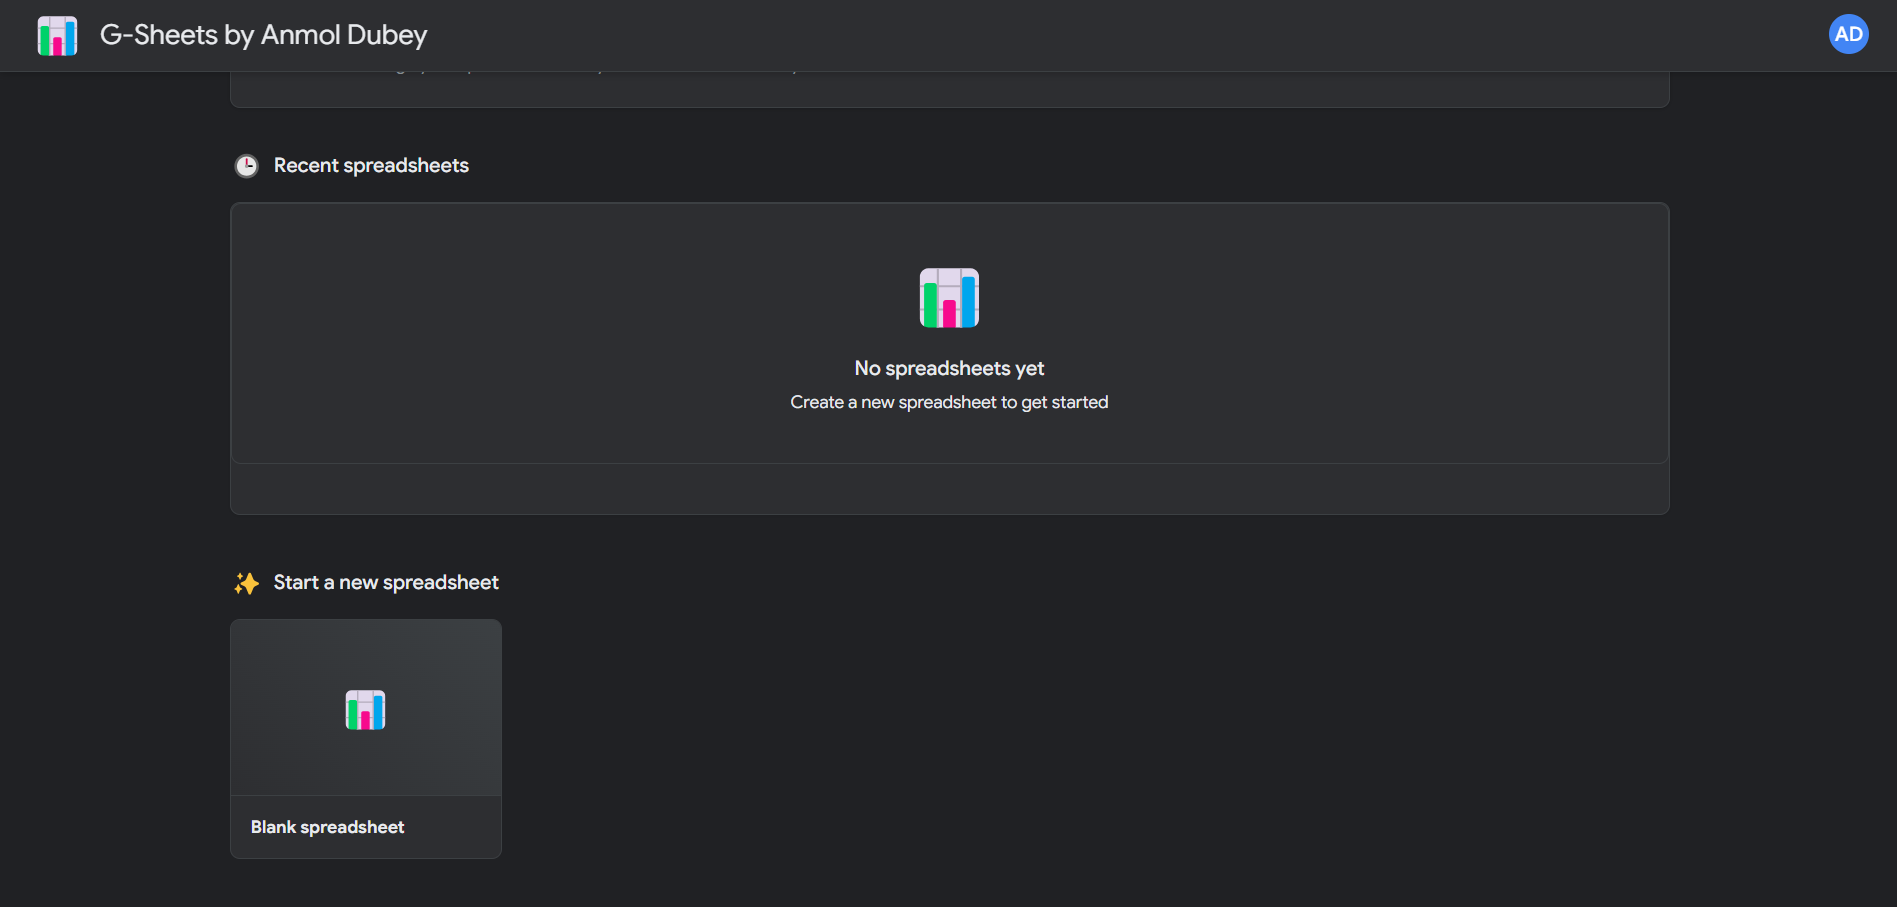 G-Sheets by Anmol Dubey
AD
Recent spreadsheets
No spreadsheets yet
Create a new spreadsheet to get started
Start a new spreadsheet
Blank spreadsheet